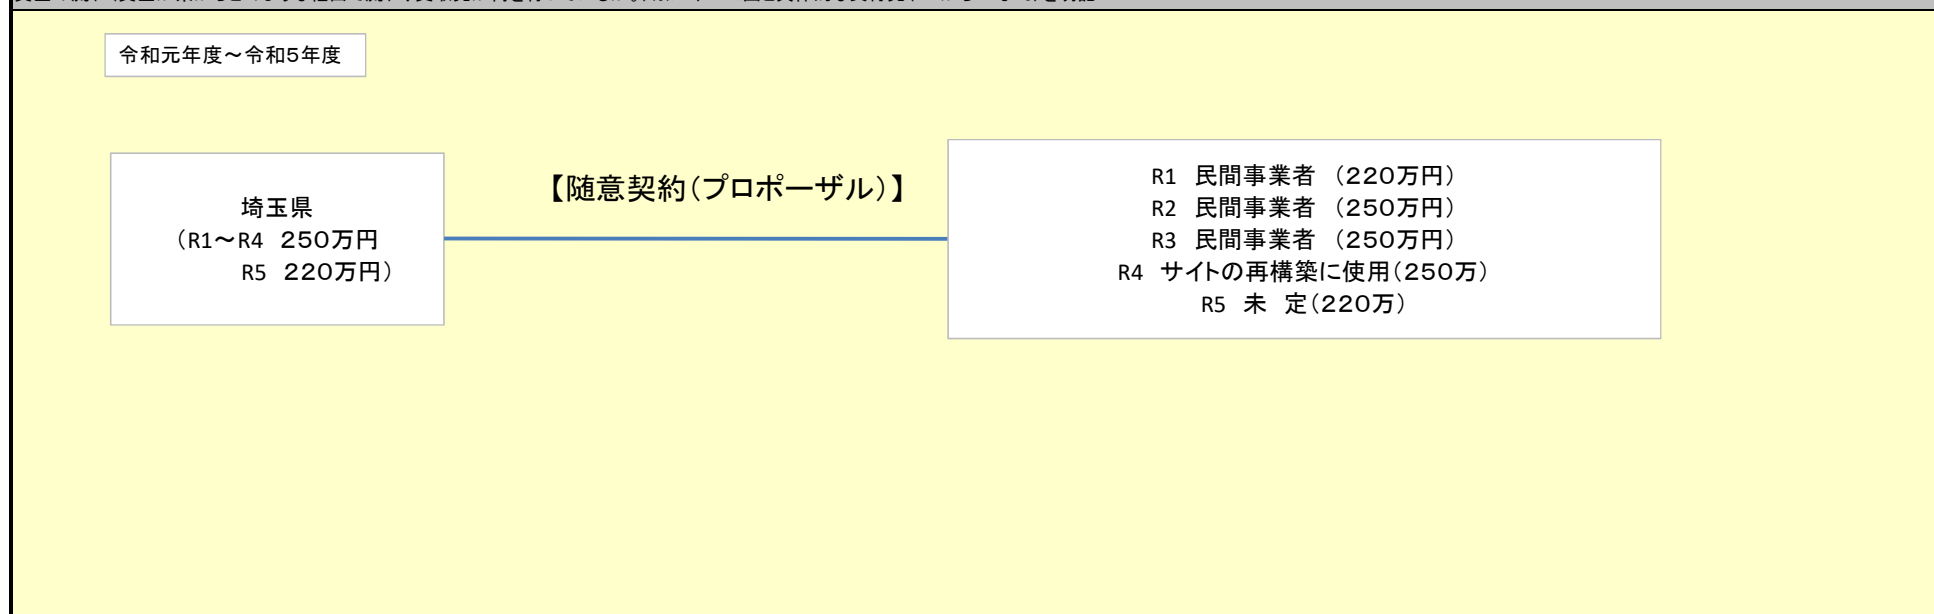 令和元年度～令和5年度
埼玉県
（R1～R4 250万円
R5 220万円）
【随意契約（プロポーザル）】
R1 民間事業者 （220万円）
R2 民間事業者 （250万円）
R3 民間事業者 （250万円）
R4 サイトの再構築に使用（250万）
R5 未 定（220万）